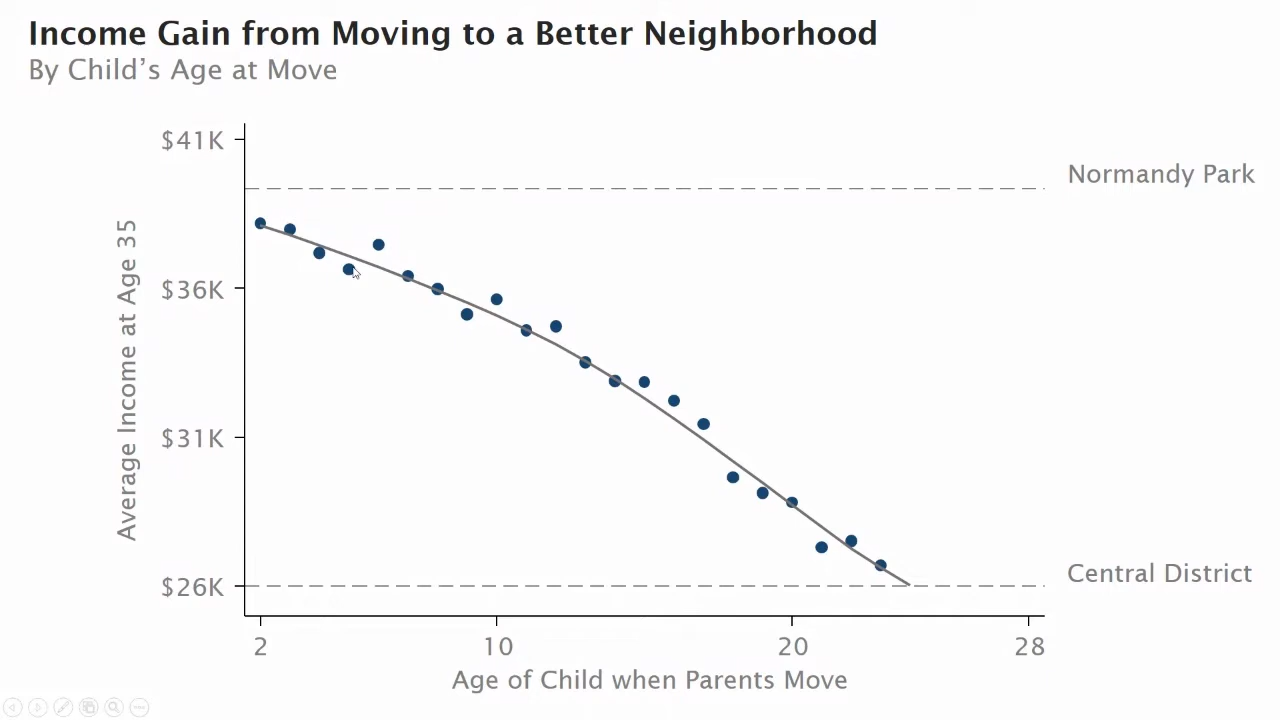 Income Gain from Moving to a Better Neighborhood
By Child’s Age at Move
$41K
Normandy Park
$36K
Average Income at Age 35
$31K
$26K
Central District
2 10 20 28
Age of Child when Parents Move